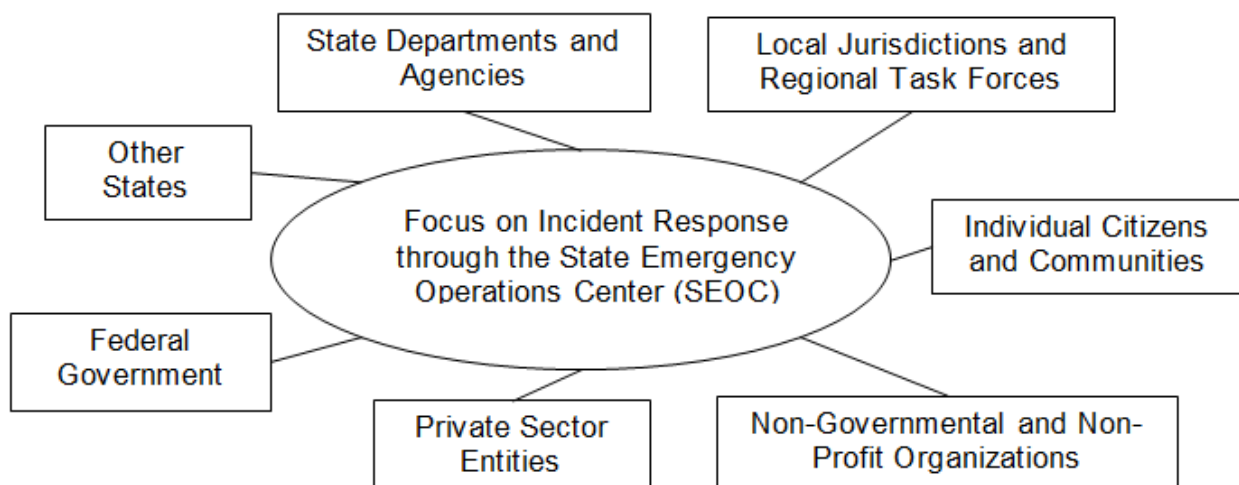 State Departments and
Agencies
Local Jurisdictions and
Regional Task Forces
Other
States
Focus on Incident Response
through the State Emergency
Operations Center (SEOC)
Individual Citizens
and Communities
Federal
Government
Private Sector
Entities
Non-Governmental and Non-
Profit Organizations